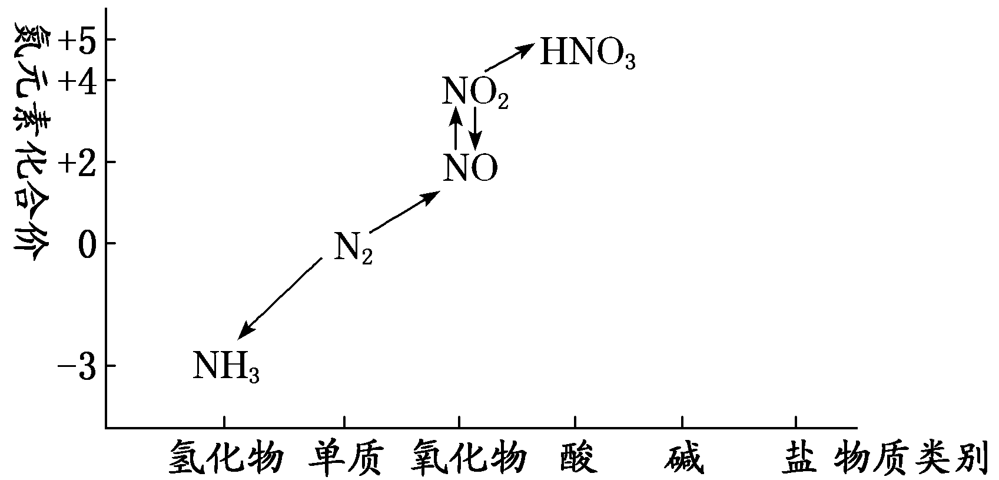 氮元素化合价
+5
HNO₃
+4
NO₂
+2
NO
0
N₂
−3
NH₃
氢化物 单质 氧化物 酸 碱 盐 物质类别